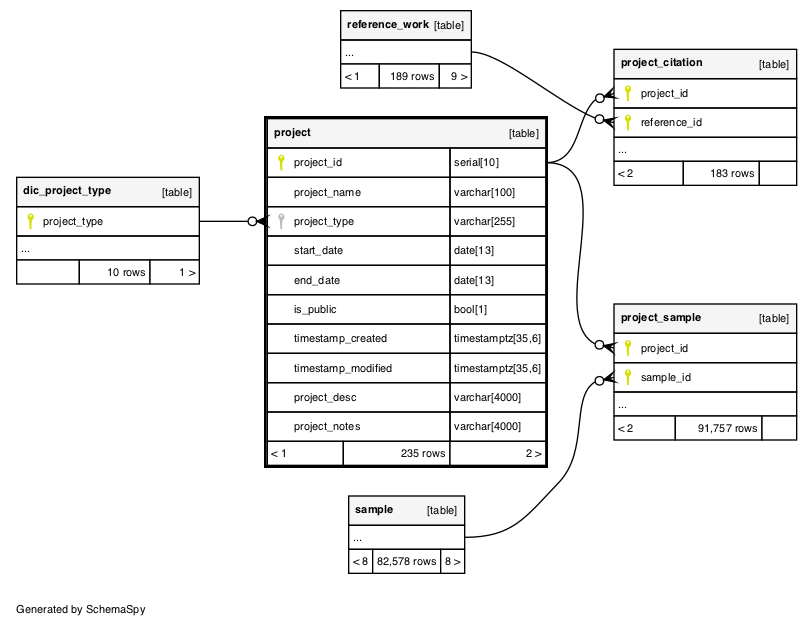 reference_work [table]
...
< 1 189 rows 9 >
project_citation [table]
project_id
reference_id
...
< 2 183 rows
project [table]
project_id serial[10]
project_name varchar[100]
project_type varchar[255]
start_date date[13]
end_date date[13]
is_public bool[1]
timestamp_created timestamptz[35,6]
timestamp_modified timestamptz[35,6]
project_desc varchar[4000]
project_notes varchar[4000]
< 1 235 rows 2 >
dic_project_type [table]
project_type
...
10 rows 1 >
project_sample [table]
project_id
sample_id
...
< 2 91,757 rows
sample [table]
...
< 8 82,578 rows 8 >
Generated by SchemaSpy